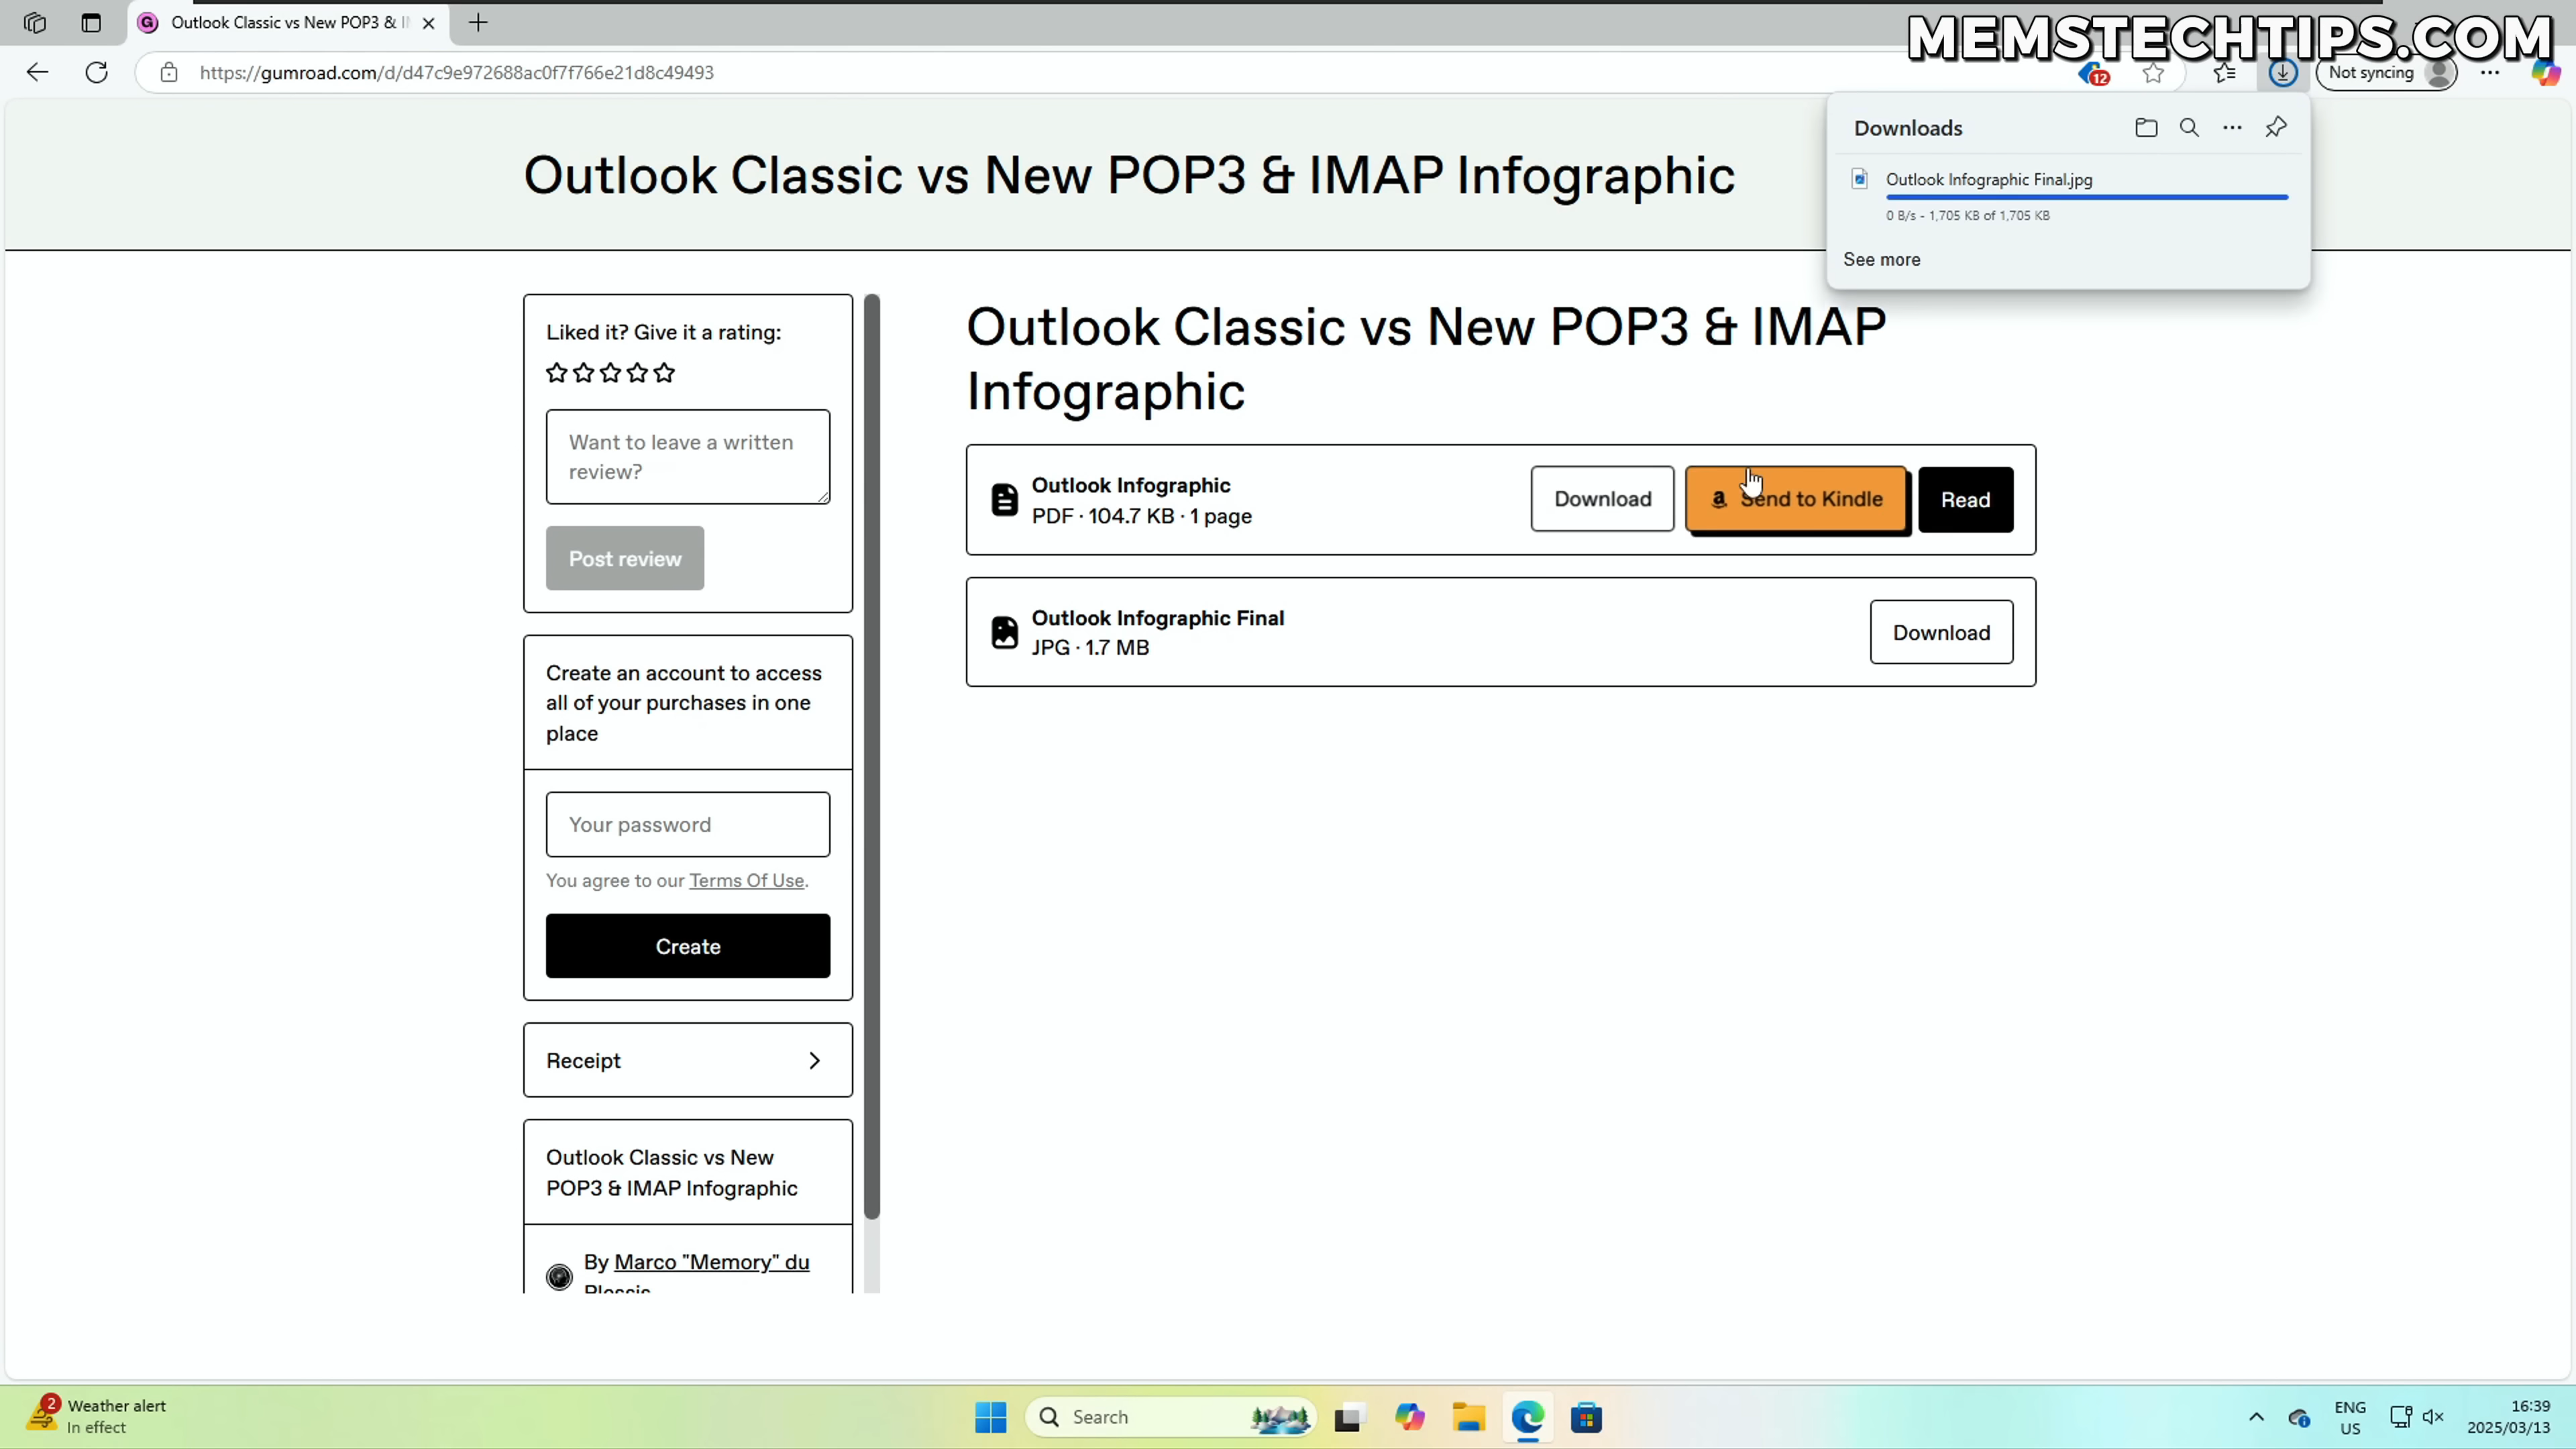 Outlook Classic vs New POP3 & I
MEMSTECHTIPS.COM
https://gumroad.com/d/d47c9e972688ac0f7f766e21d8c49493
12
Not syncing
Downloads
Outlook Infographic Final.jpg
0 B/s - 1,705 KB of 1,705 KB
See more
Outlook Classic vs New POP3 & IMAP Infographic
Liked it? Give it a rating:
Want to leave a written
review?
Post review
Create an account to access
all of your purchases in one
place
Your password
You agree to our Terms Of Use.
Create
Receipt
Outlook Classic vs New
POP3 & IMAP Infographic
By Marco "Memory" du
Plessis
Outlook Classic vs New POP3 & IMAP
Infographic
Outlook Infographic
PDF · 104.7 KB · 1 page
Download
a Send to Kindle
Read
Outlook Infographic Final
JPG · 1.7 MB
Download
2
Weather alert
In effect
Search
ENG
US
16:39
2025/03/13